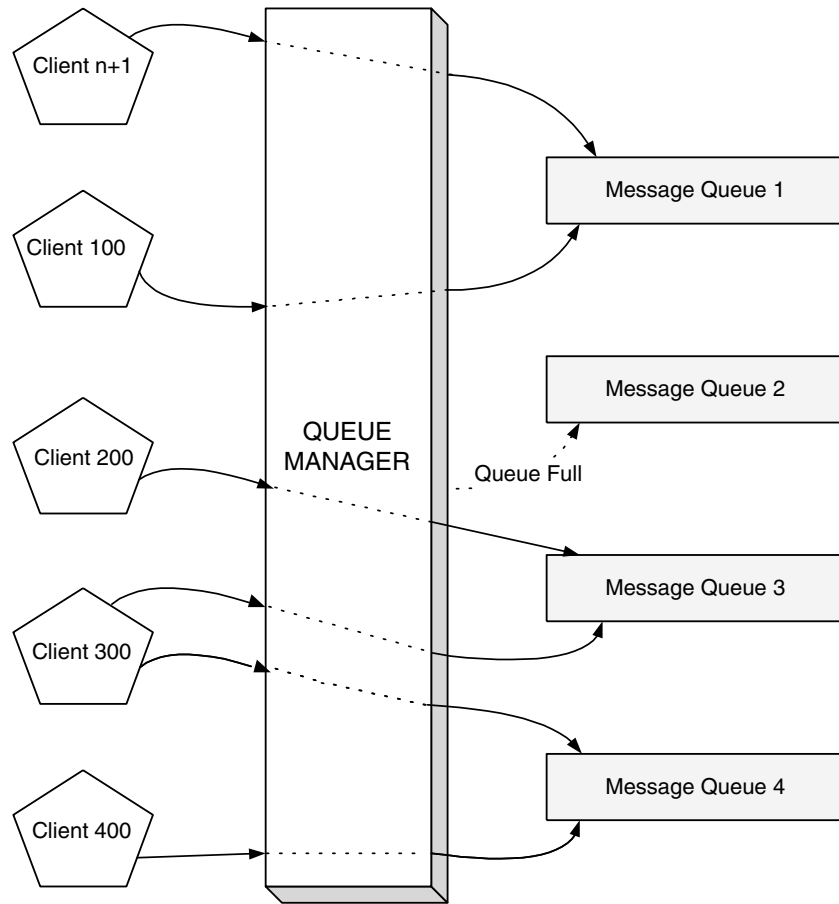 Client n+1
Message Queue 1
Client 100
Message Queue 2
Client 200
QUEUE
MANAGER
Queue Full
Message Queue 3
Client 300
Message Queue 4
Client 400